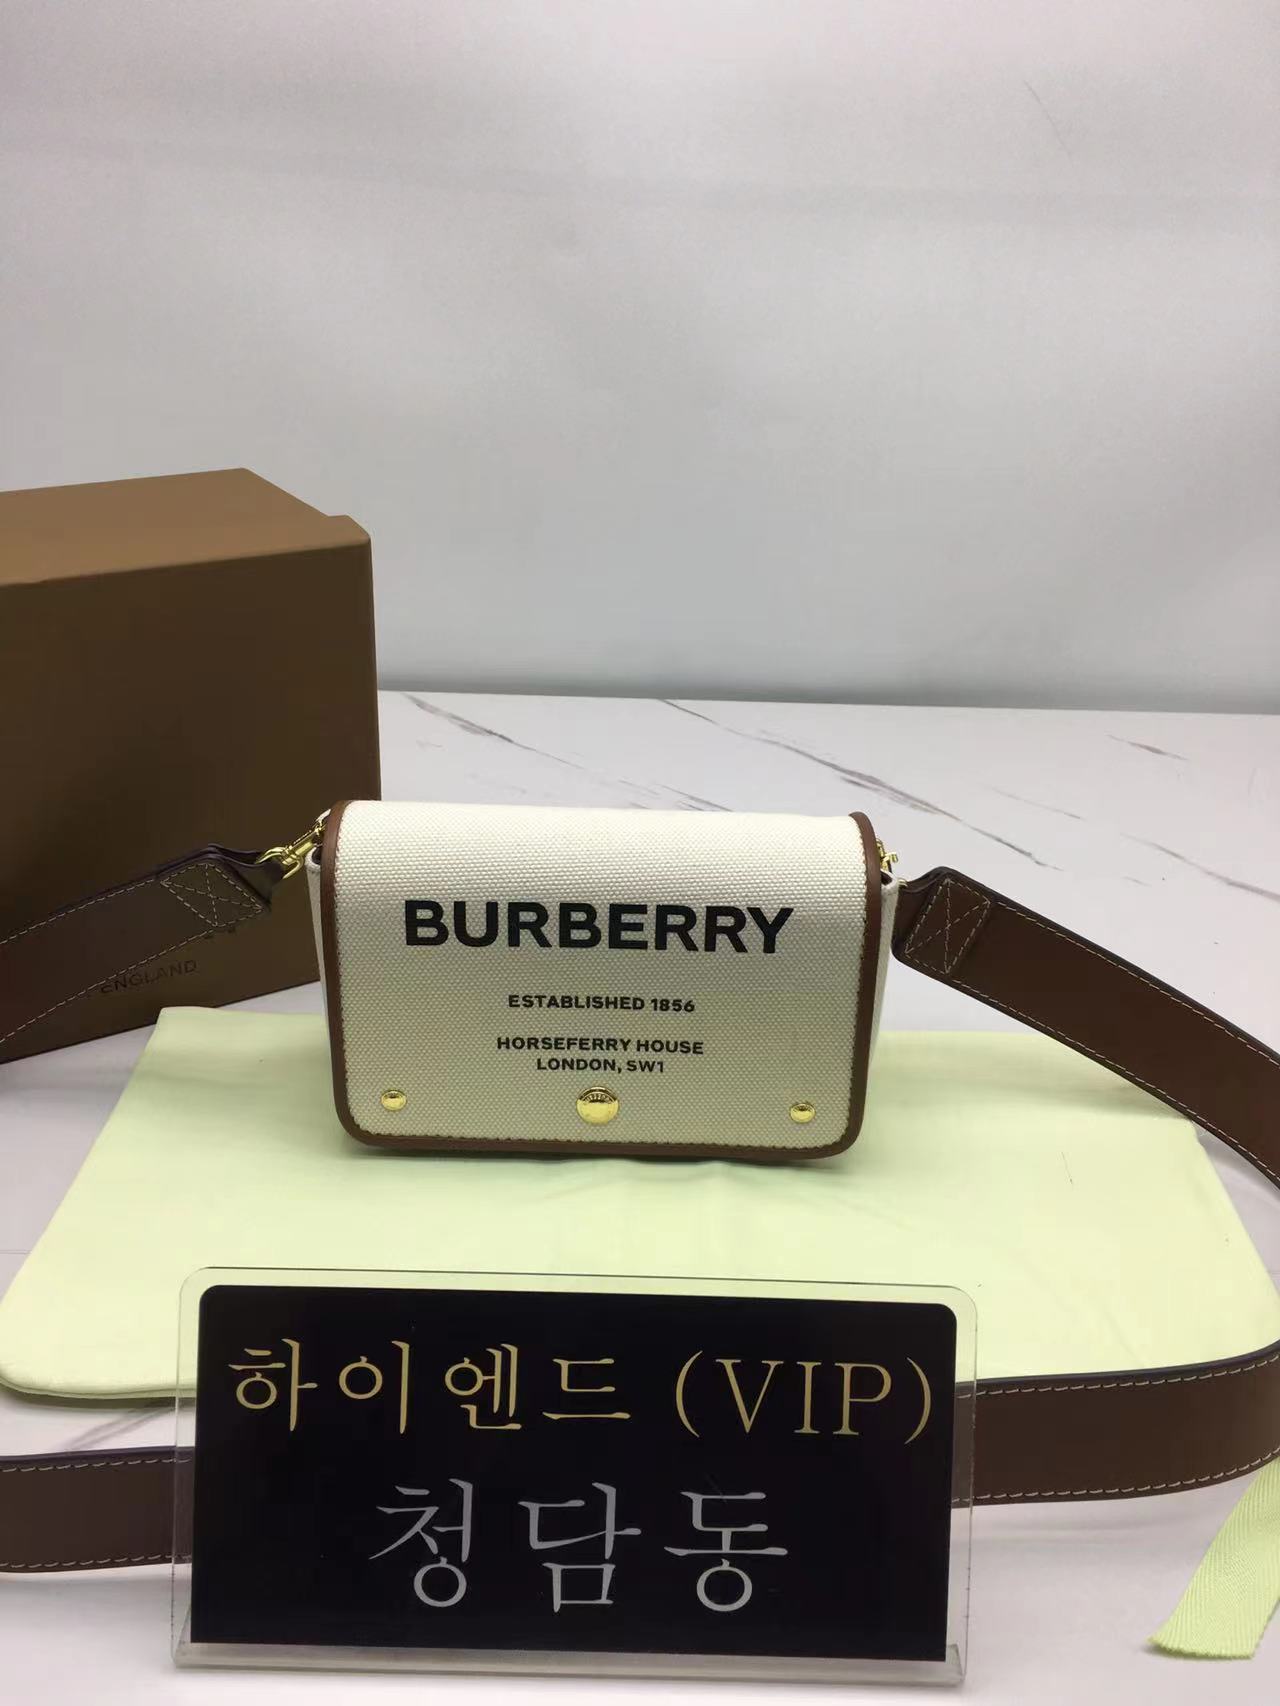 BURBERRY
ESTABLISHED 1856
HORSEFERRY HOUSE
LONDON, SW1
ENGLAND
하이엔드 (VIP)
청담동